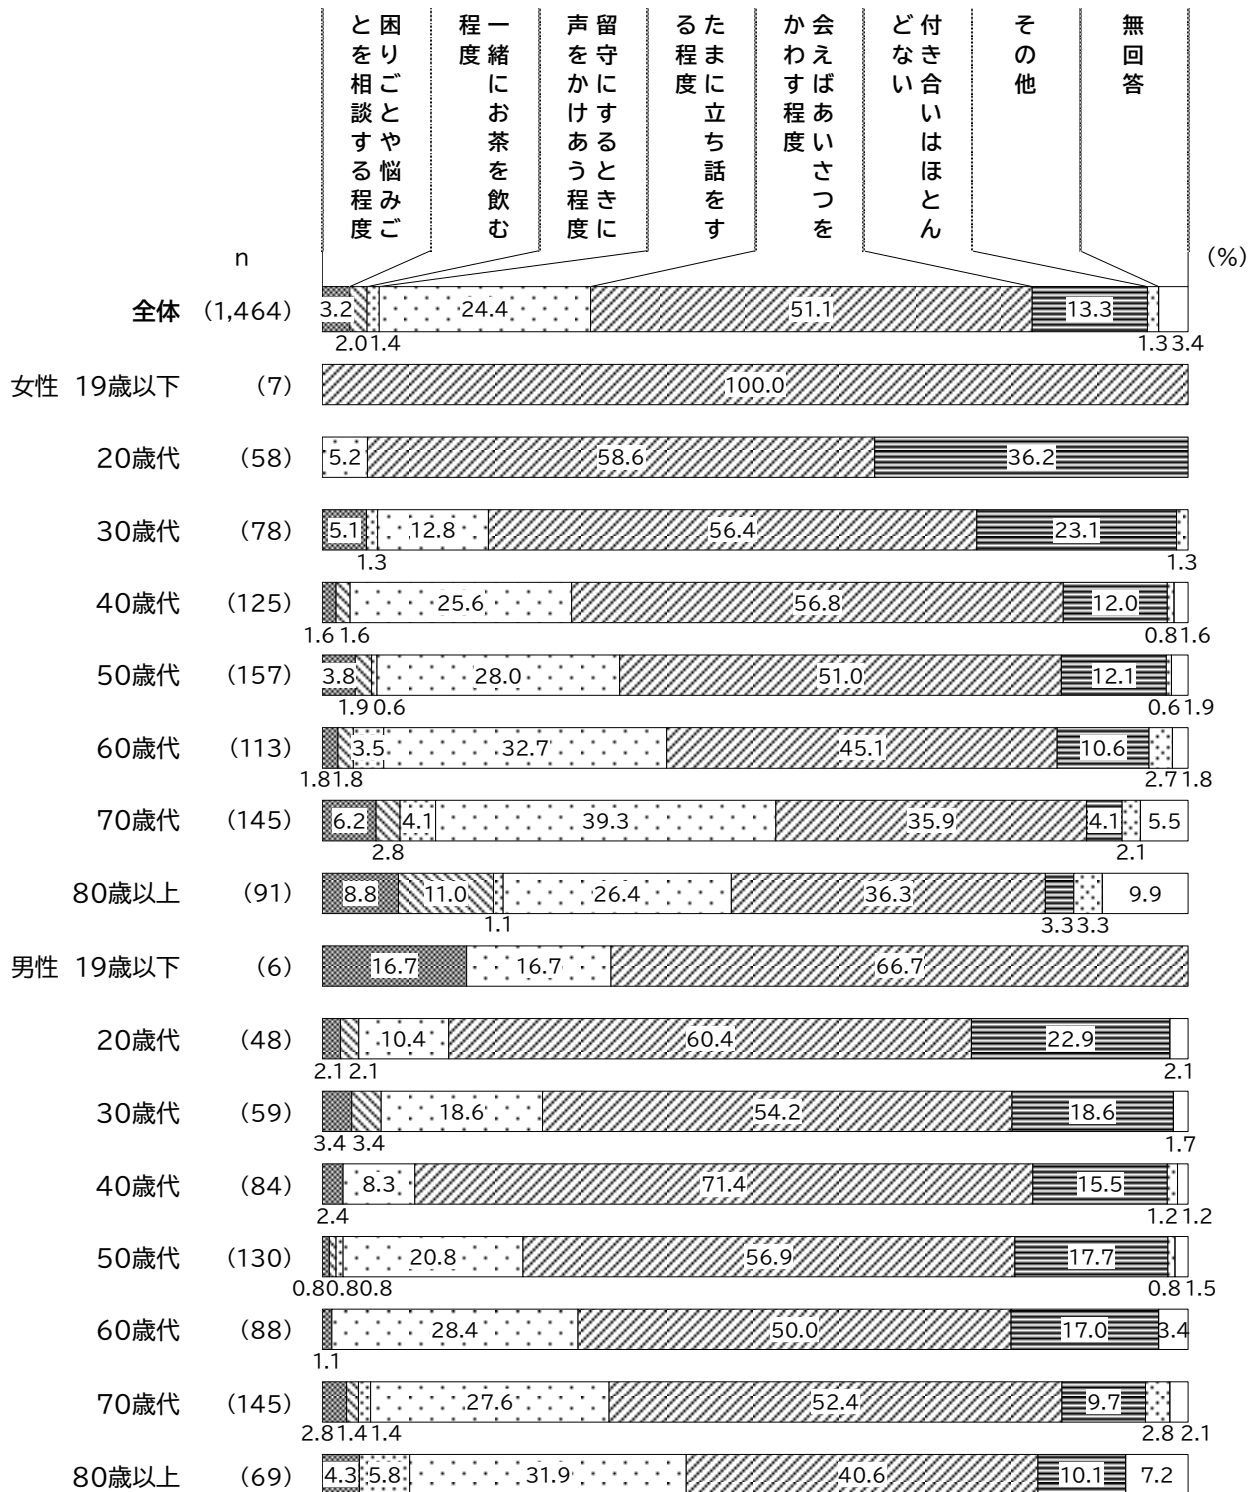 困りごとや悩みご
とを相談する程度
一緒にお茶を飲む
程度
留守にするときに
声をかけあう程度
たまに立ち話をす
る程度
会えばあいさつを
かわす程度
付き合いはほとん
どない
その他
無回答
n
(%)
全体 (1,464) 3.2 24.4 51.1 13.3
2.0 1.4 1.3 3.4
女性 19歳以下 (7) 100.0
20歳代 (58) 5.2 58.6 36.2
30歳代 (78) 5.1 12.8 56.4 23.1
1.3 1.3
40歳代 (125) 25.6 56.8 12.0
1.6 1.6 0.8 1.6
50歳代 (157) 3.8 28.0 51.0 12.1
1.9 0.6 0.6 1.9
60歳代 (113) 3.5 32.7 45.1 10.6
1.8 1.8 2.7 1.8
70歳代 (145) 6.2 4.1 39.3 35.9 4.1 5.5
2.8 2.1
80歳以上 (91) 8.8 11.0 26.4 36.3 9.9
1.1 3.3 3.3
男性 19歳以下 (6) 16.7 16.7 66.7
20歳代 (48) 10.4 60.4 22.9
2.1 2.1 2.1
30歳代 (59) 18.6 54.2 18.6
3.4 3.4 1.7
40歳代 (84) 8.3 71.4 15.5
2.4 1.2 1.2
50歳代 (130) 20.8 56.9 17.7
0.8 0.8 0.8 0.8 1.5
60歳代 (88) 28.4 50.0 17.0 3.4
1.1
70歳代 (145) 27.6 52.4 9.7
2.8 1.4 1.4 2.8 2.1
80歳以上 (69) 4.3 5.8 31.9 40.6 10.1 7.2